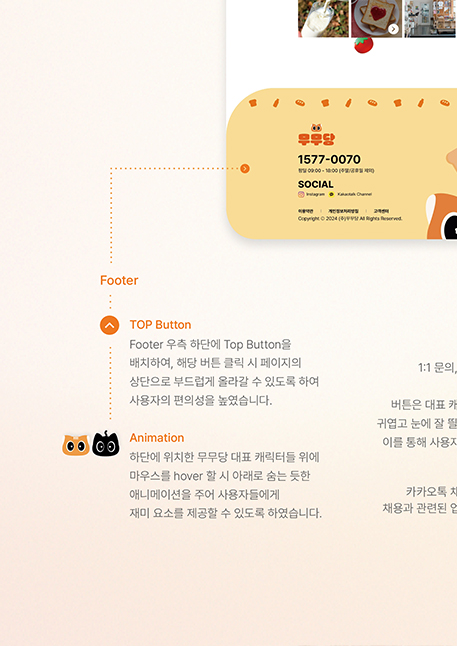 무무당
1577-0070
평일 09:00 - 18:00 (주말/공휴일 제외)
SOCIAL
Instagram
Kakaotalk Channel
이용약관 | 개인정보처리방침 | 고객센터
Copyright © 2024 (주)무무당 All Rights Reserved.
Footer
TOP Button
Footer 우측 하단에 Top Button을
배치하여, 해당 버튼 클릭 시 페이지의
상단으로 부드럽게 올라갈 수 있도록 하여
사용자의 편의성을 높였습니다.
Animation
하단에 위치한 무무당 대표 캐릭터들 위에
마우스를 hover 할 시 아래로 숨는 듯한
애니메이션을 주어 사용자들에게
재미 요소를 제공할 수 있도록 하였습니다.
1:1 문의,
버튼은 대표 캐
귀엽고 눈에 잘 띌
이를 통해 사용자
카카오톡 채
채용과 관련된 업